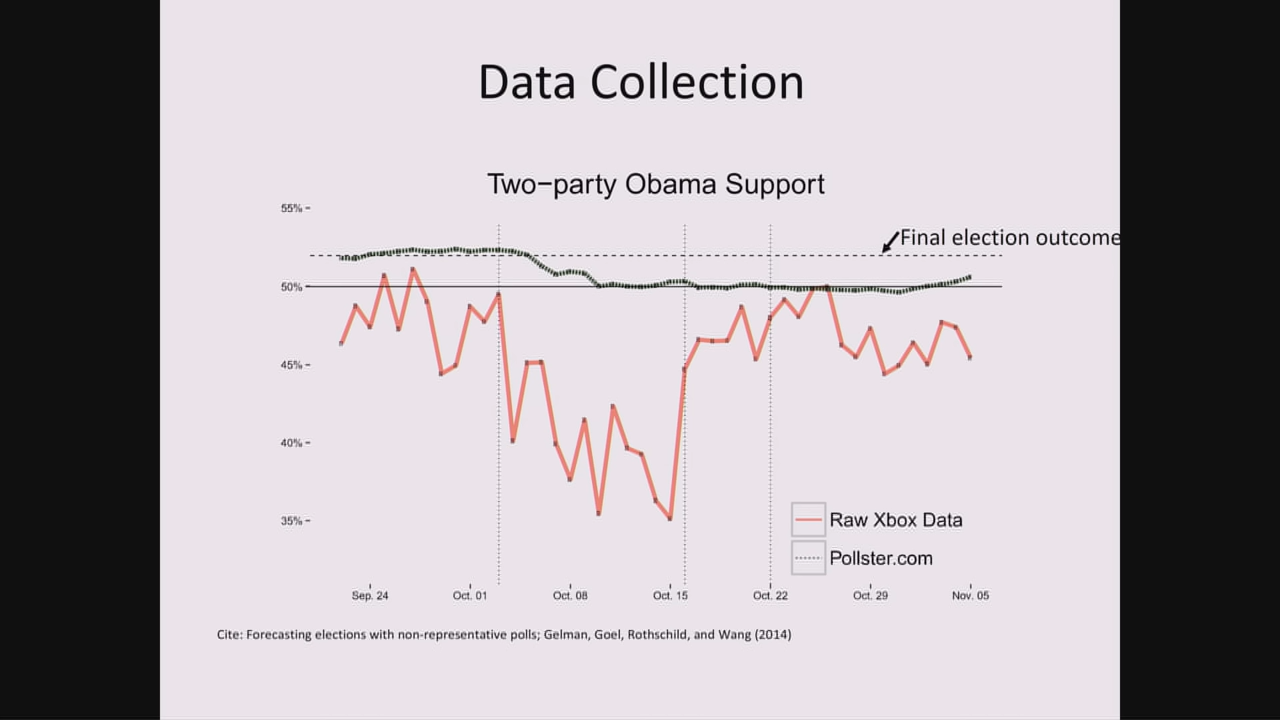 Data Collection
Two−party Obama Support
55%
Final election outcome
50%
45%
40%
35%
Raw Xbox Data
Pollster.com
Sep. 24 Oct. 01 Oct. 08 Oct. 15 Oct. 22 Oct. 29 Nov. 05
Cite: Forecasting elections with non-representative polls; Gelman, Goel, Rothschild, and Wang (2014)